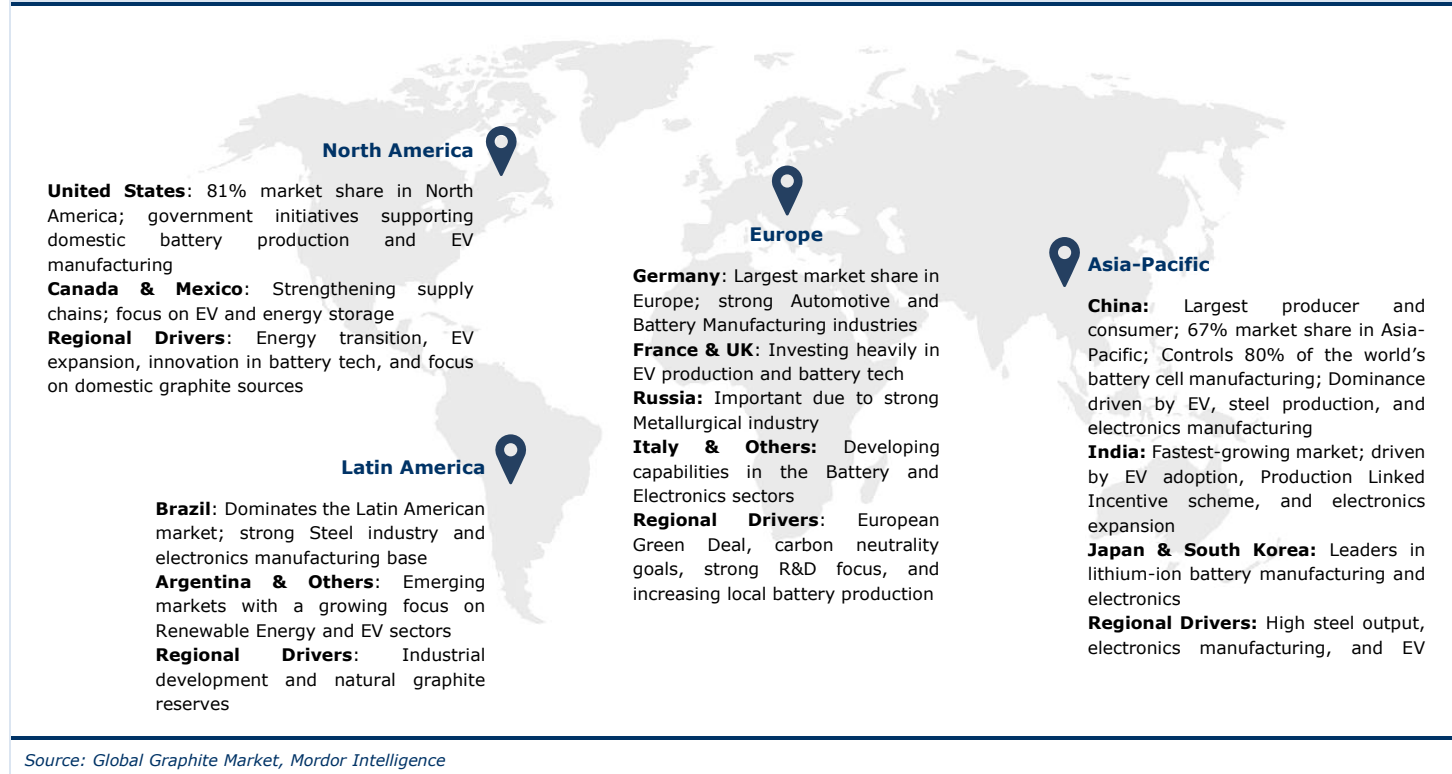 North America
United States: 81% market share in North
America; government initiatives supporting
domestic battery production and EV
manufacturing
Canada & Mexico: Strengthening supply
chains; focus on EV and energy storage
Regional Drivers: Energy transition, EV
expansion, innovation in battery tech, and focus
on domestic graphite sources
Latin America
Brazil: Dominates the Latin American
market; strong Steel industry and
electronics manufacturing base
Argentina & Others: Emerging
markets with a growing focus on
Renewable Energy and EV sectors
Regional Drivers: Industrial
development and natural graphite
reserves
Europe
Germany: Largest market share in
Europe; strong Automotive and
Battery Manufacturing industries
France & UK: Investing heavily in
EV production and battery tech
Russia: Important due to strong
Metallurgical industry
Italy & Others: Developing
capabilities in the Battery and
Electronics sectors
Regional Drivers: European
Green Deal, carbon neutrality
goals, strong R&D focus, and
increasing local battery production
Asia-Pacific
China: Largest producer and
consumer; 67% market share in Asia-
Pacific; Controls 80% of the world's
battery cell manufacturing; Dominance
driven by EV, steel production, and
electronics manufacturing
India: Fastest-growing market; driven
by EV adoption, Production Linked
Incentive scheme, and electronics
expansion
Japan & South Korea: Leaders in
lithium-ion battery manufacturing and
electronics
Regional Drivers: High steel output,
electronics manufacturing, and EV
Source: Global Graphite Market, Mordor Intelligence